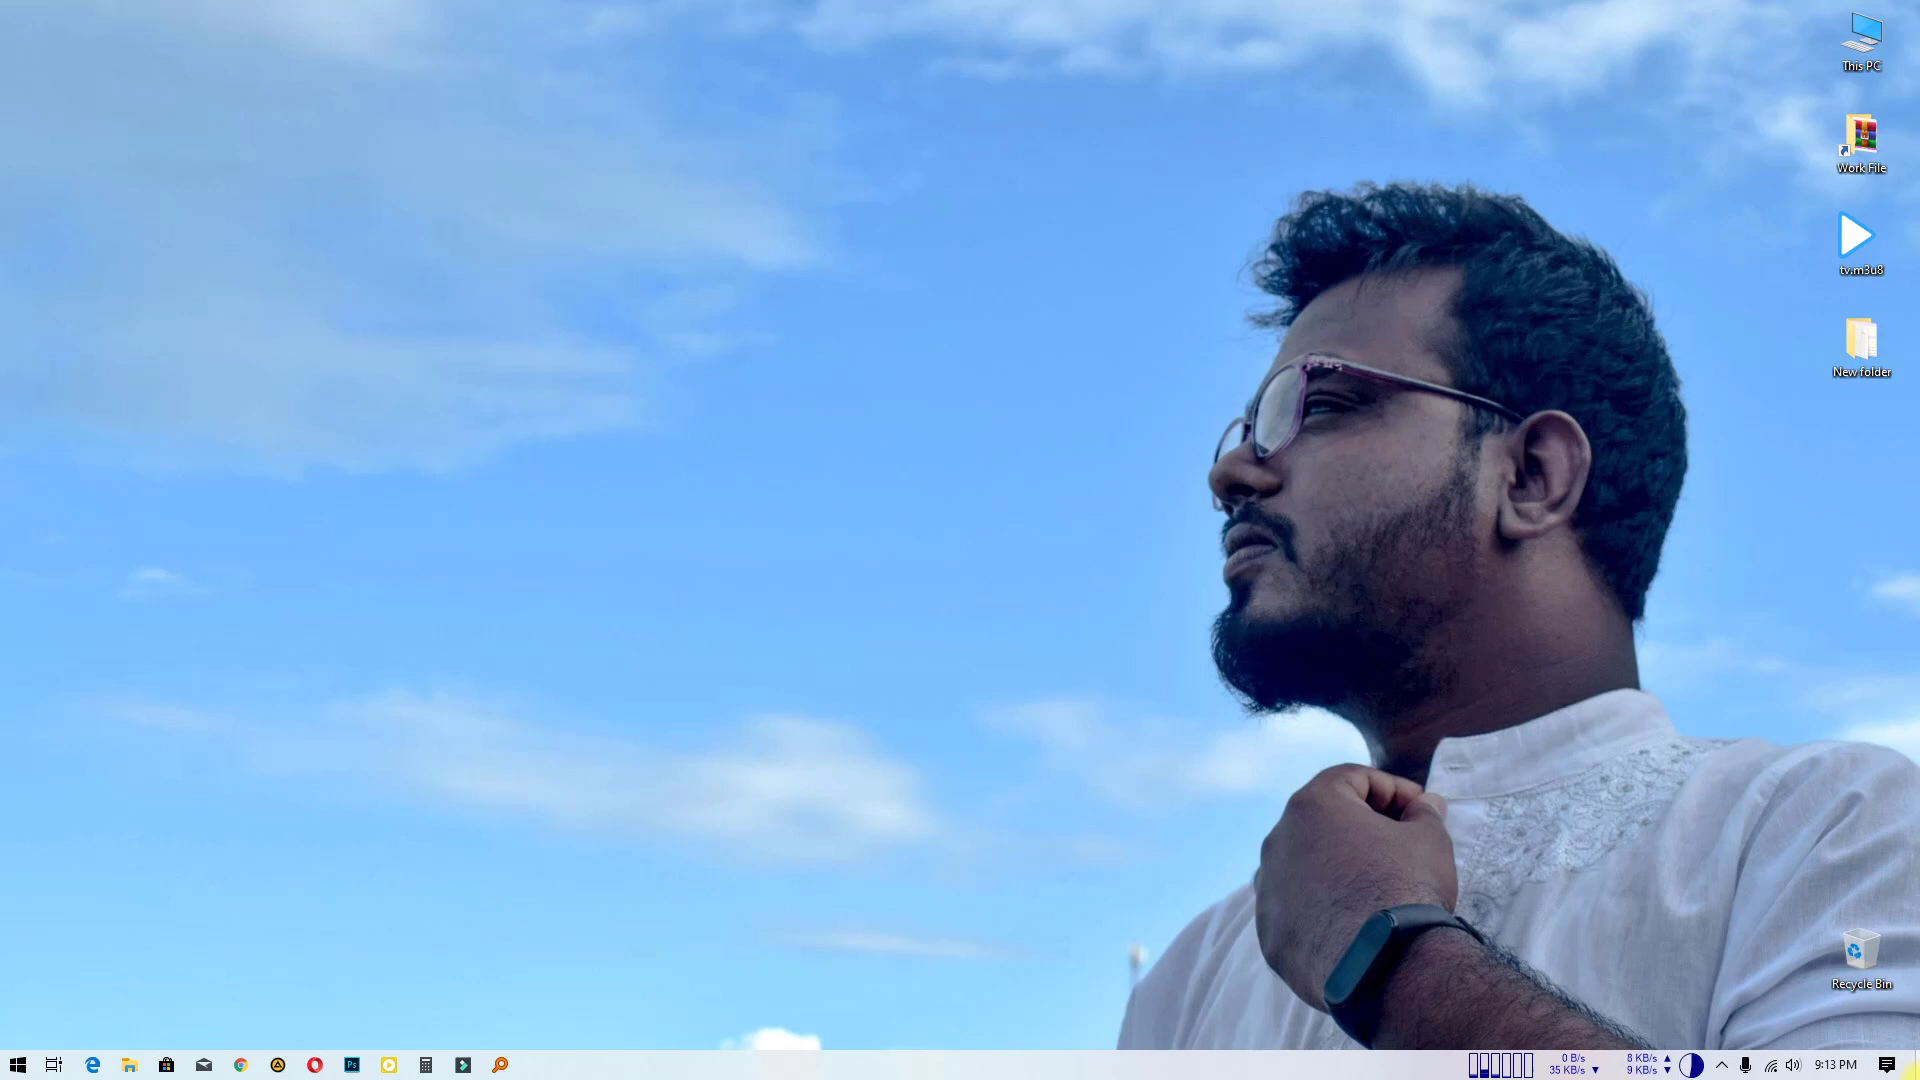 This PC
Work File
tv.m3u8
New folder
Recycle Bin
Ps
0 B/s
35 KB/s
8 KB/s
9 KB/s
9:13 PM